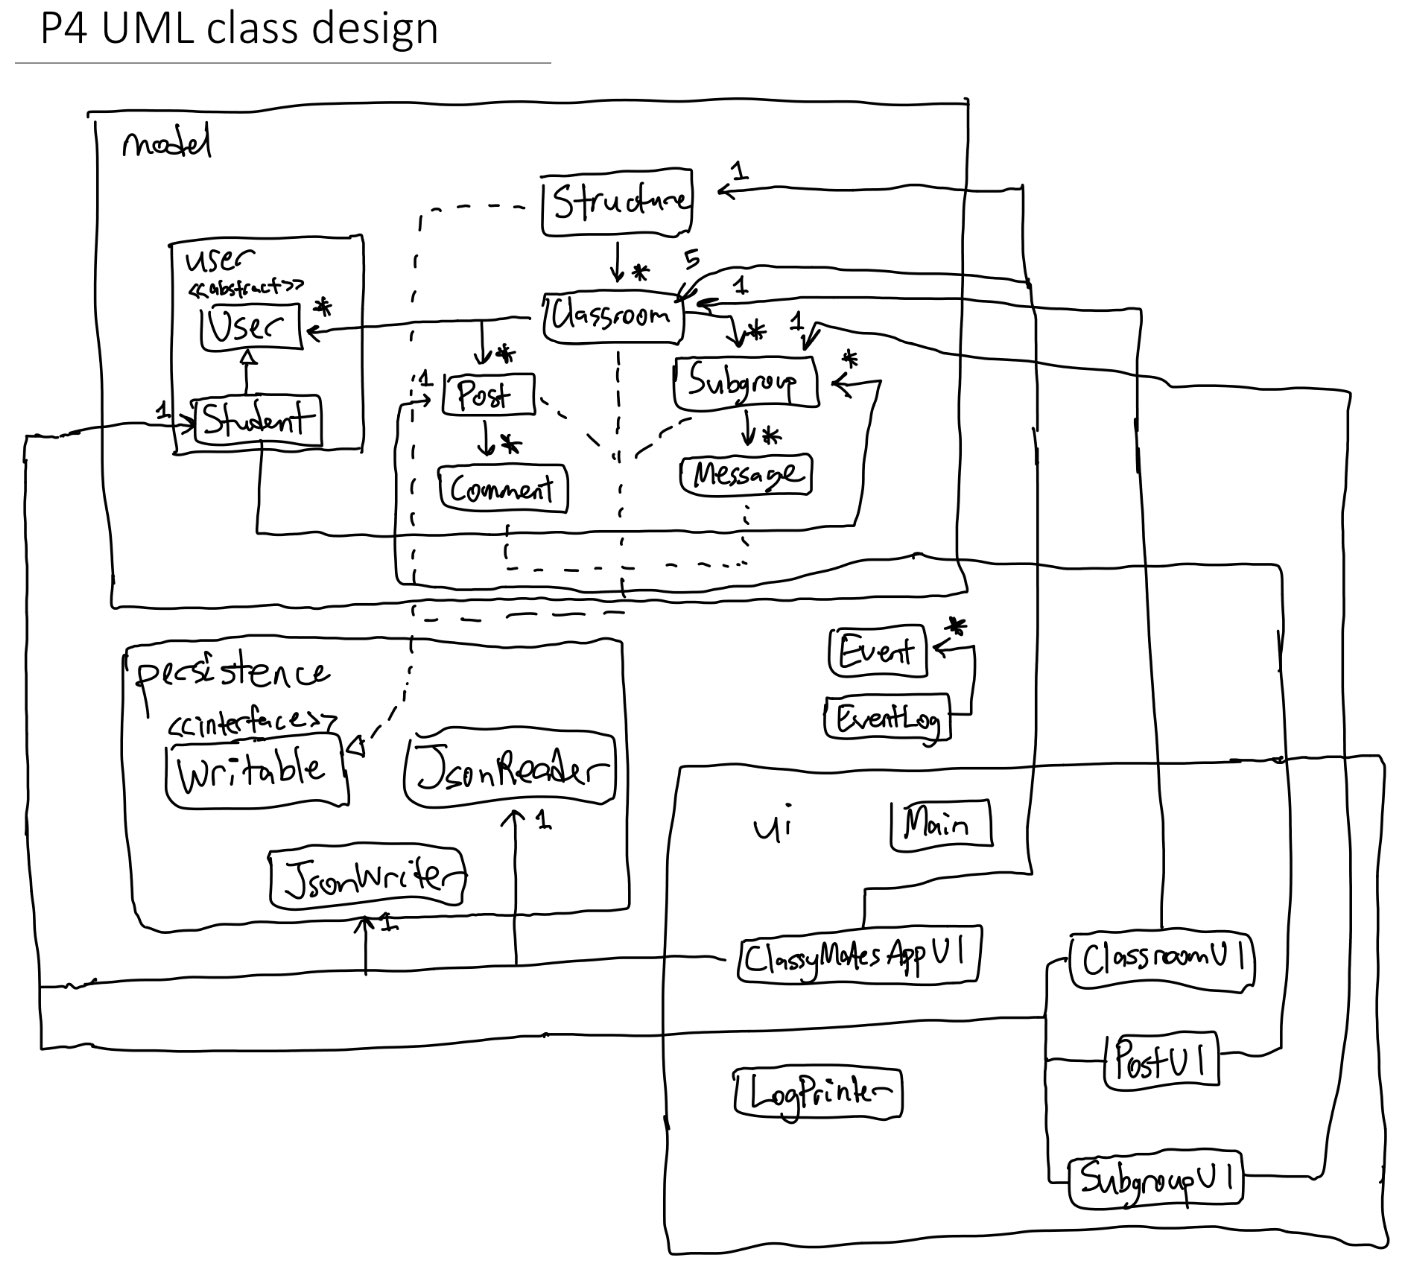 P4 UML class design
model
1
Structure
*
5
user
<<abstract>>
User
*
Classroom
1
*
1
*
Post
1
*
Subgroup
*
Student
1
*
Comment
*
Message
persistence
<<interface>>
Writable
JsonReader
1
JsonWriter
1
Event
*
EventLog
ui
Main
ClassyMatesAppUI
ClassroomUI
PostUI
LogPrinter
SubgroupUI